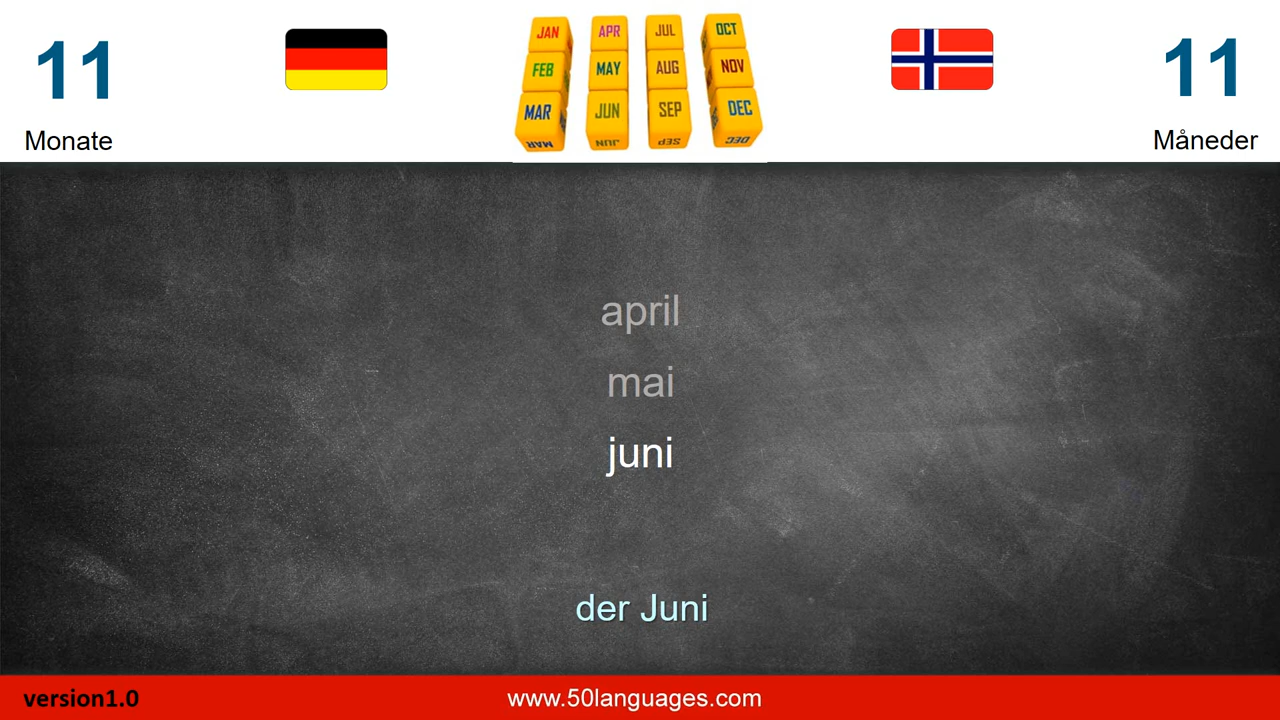 11
Monate
JAN
FEB
MAR
APR
MAY
JUN
JUL
AUG
SEP
OCT
NOV
DEC
11
Måneder
april
mai
juni
der Juni
version1.0
www.50languages.com